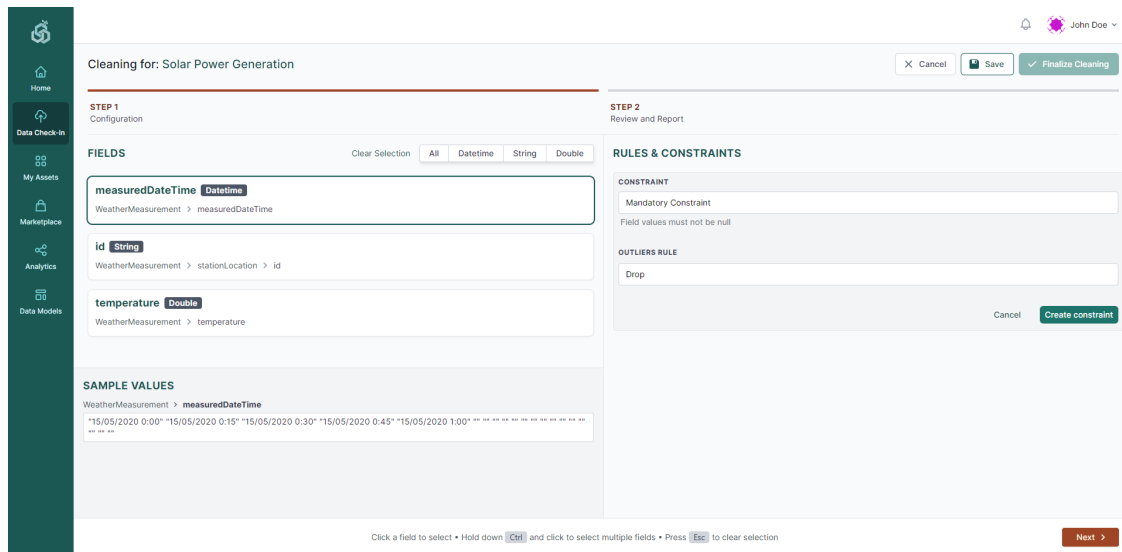 John Doe
Home
Data Check-in
My Assets
Marketplace
Analytics
Data Models
Cleaning for: Solar Power Generation
Cancel
Save
Finalize Cleaning
STEP 1
Configuration
STEP 2
Review and Report
FIELDS
Clear Selection
All
Datetime
String
Double
measuredDateTime Datetime
WeatherMeasurement > measuredDateTime
id String
WeatherMeasurement > stationLocation > id
temperature Double
WeatherMeasurement > temperature
SAMPLE VALUES
WeatherMeasurement > measuredDateTime
"15/05/2020 0:00" "15/05/2020 0:15" "15/05/2020 0:30" "15/05/2020 0:45" "15/05/2020 1:00" "" "" "" "" "" "" "" "" "" "" "" ""
"" "" ""
RULES & CONSTRAINTS
CONSTRAINT
Mandatory Constraint
Field values must not be null
OUTLIERS RULE
Drop
Cancel
Create constraint
Click a field to select • Hold down Ctrl and click to select multiple fields • Press Esc to clear selection
Next >